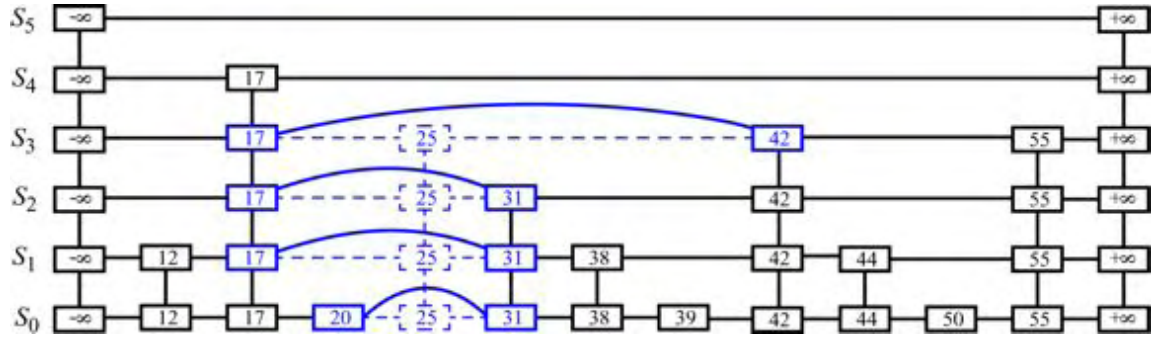 S5 -∞ +∞
S4 -∞ 17 +∞
S3 -∞ 17 25 42 55 +∞
S2 -∞ 17 25 31 42 55 +∞
S1 -∞ 12 17 25 31 38 42 44 55 +∞
S0 -∞ 12 17 20 25 31 38 39 42 44 50 55 +∞